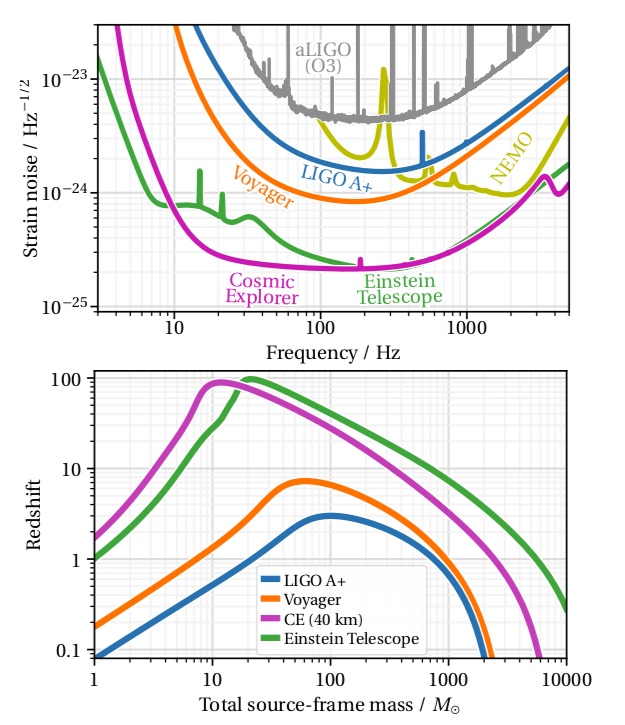 10⁻²³
10⁻²⁴
10⁻²⁵
Strain noise / Hz⁻¹ᐟ²
aLIGO
(O3)
NEMO
LIGO A+
Voyager
Cosmic
Explorer
Einstein
Telescope
10
100
1000
Frequency / Hz
100
10
1
0.1
Redshift
LIGO A+
Voyager
CE (40 km)
Einstein Telescope
1
10
100
1000
10000
Total source-frame mass / M⊙